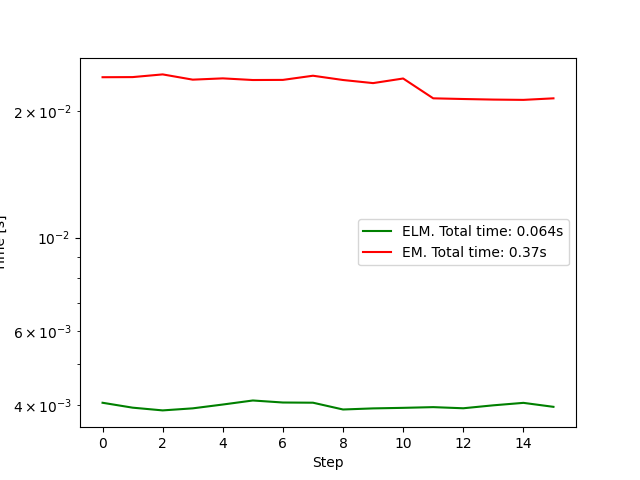 2 × 10⁻²
10⁻²
6 × 10⁻³
4 × 10⁻³
Time [s]
ELM. Total time: 0.064s
EM. Total time: 0.37s
0 2 4 6 8 10 12 14
Step